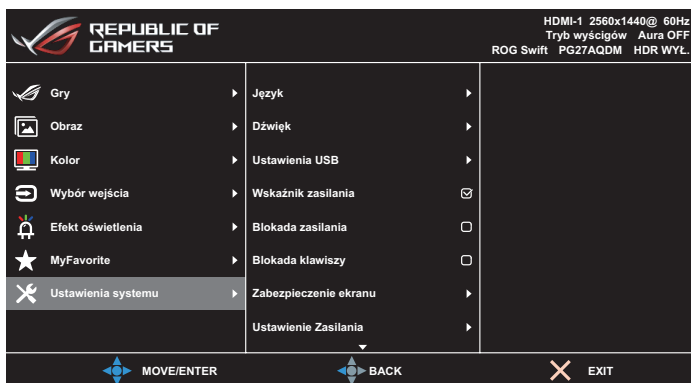 REPUBLIC OF
GAMERS
HDMI-1 2560x1440@ 60Hz
Tryb wyścigów Aura OFF
ROG Swift PG27AQDM HDR WYŁ.
Gry
Obraz
Kolor
Wybór wejścia
Efekt oświetlenia
MyFavorite
Ustawienia systemu
Język
Dźwięk
Ustawienia USB
Wskaźnik zasilania
Blokada zasilania
Blokada klawiszy
Zabezpieczenie ekranu
Ustawienie Zasilania
MOVE/ENTER
BACK
EXIT